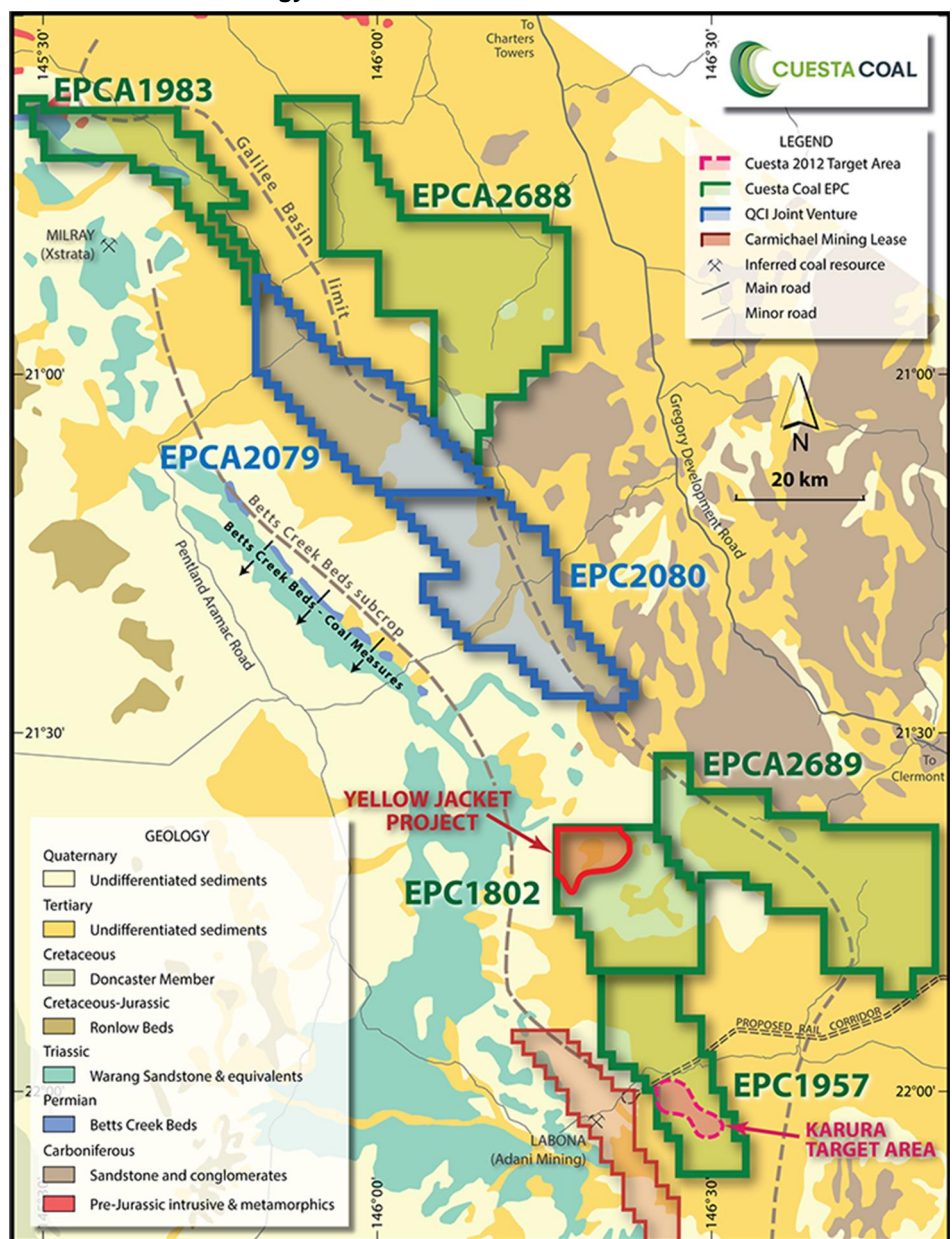 145°30'
146°00'
To
Charters
Towers
146°30'
CUESTA COAL
EPCA1983
LEGEND
Cuesta 2012 Target Area
Cuesta Coal EPC
QCI Joint Venture
Carmichael Mining Lease
Inferred coal resource
Main road
Minor road
Galilee Basin limit
EPCA2688
MILRAY
(Xstrata)
21°00'
21°00'
N
20 km
Gregory Development Road
EPCA2079
Betts Creek Beds subcrop
Betts Creek Beds - Coal Measures
Pentland Aramac Road
EPC2080
21°30'
21°30'
To
Clermont
EPCA2689
YELLOW JACKET
PROJECT
EPC1802
GEOLOGY
Quaternary
Undifferentiated sediments
Tertiary
Undifferentiated sediments
Cretaceous
Doncaster Member
Cretaceous-Jurassic
Ronlow Beds
Triassic
Warang Sandstone & equivalents
Permian
Betts Creek Beds
Carboniferous
Sandstone and conglomerates
Pre-Jurassic intrusive & metamorphics
PROPOSED RAIL CORRIDOR
22°00'
22°00'
EPC1957
KARURA
TARGET AREA
LABONA
(Adani Mining)
145°30'
146°00'
146°30'